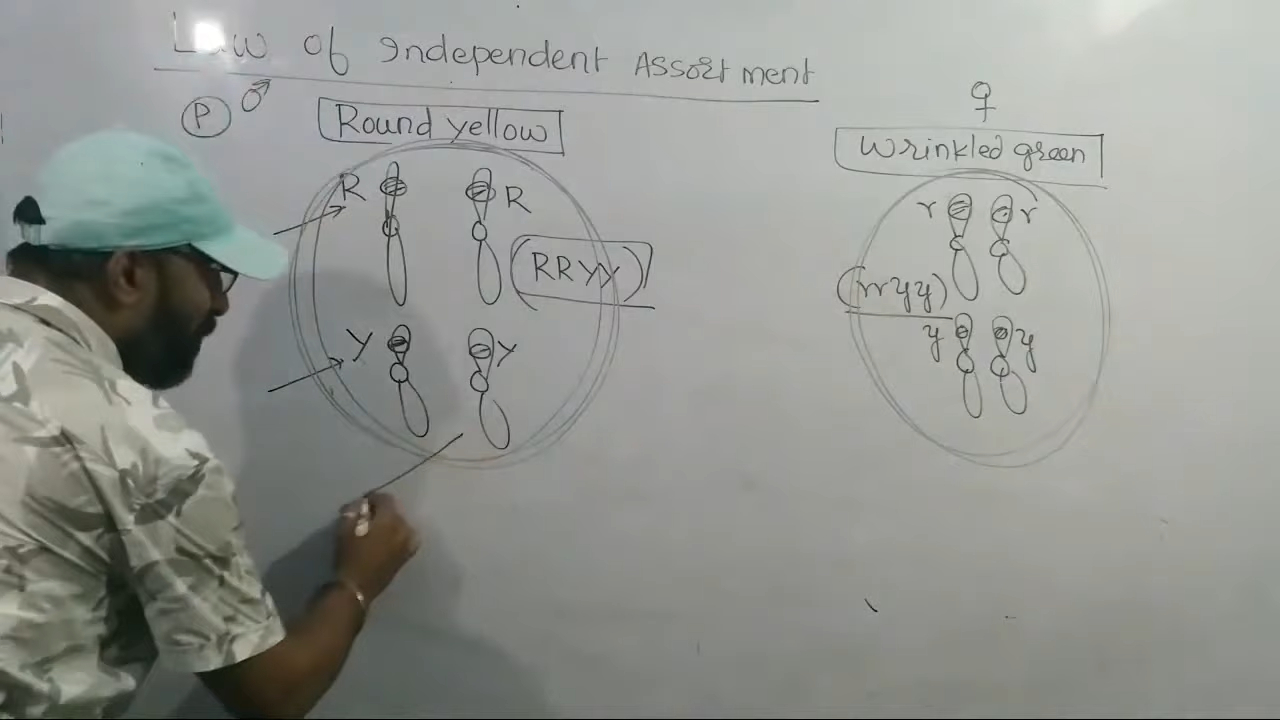 Law of Independent Assortment
P ♂ Round yellow
♀
Wrinkled green
R R
(RRYY)
Y Y
r r
(rryy)
y y